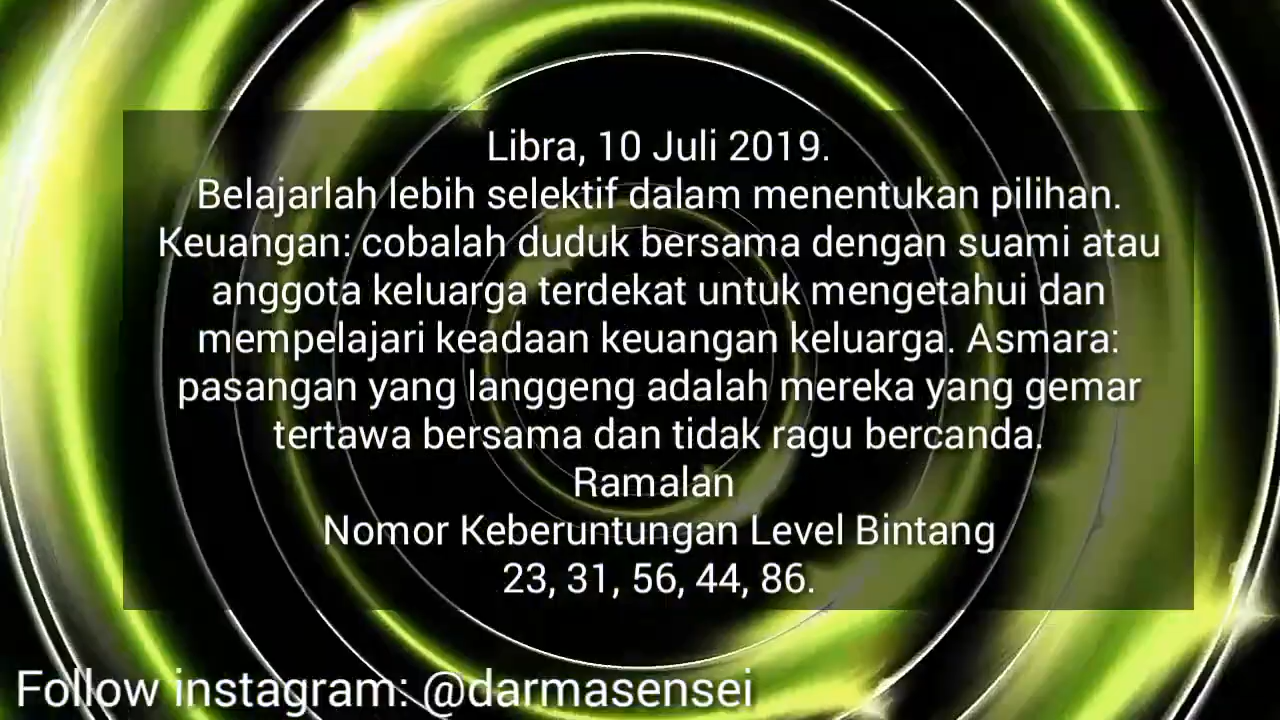 Libra, 10 Juli 2019.
Belajarlah lebih selektif dalam menentukan pilihan.
Keuangan: cobalah duduk bersama dengan suami atau
anggota keluarga terdekat untuk mengetahui dan
mempelajari keadaan keuangan keluarga. Asmara:
pasangan yang langgeng adalah mereka yang gemar
tertawa bersama dan tidak ragu bercanda.
Ramalan
Nomor Keberuntungan Level Bintang
23, 31, 56, 44, 86.
Follow instagram: @darmasensei